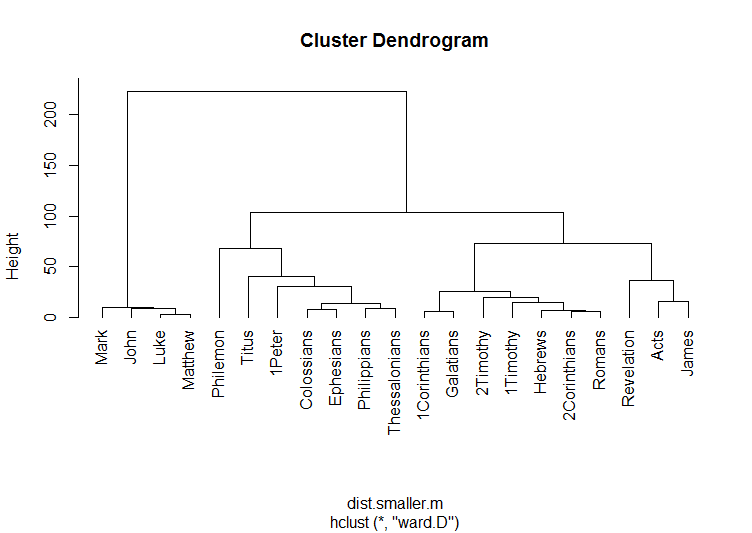 Cluster Dendrogram
Height
200
150
100
50
0
Mark
John
Luke
Matthew
Philemon
Titus
1Peter
Colossians
Ephesians
Philippians
Thessalonians
1Corinthians
Galatians
2Timothy
1Timothy
Hebrews
2Corinthians
Romans
Revelation
Acts
James
dist.smaller.m
hclust (*, "ward.D")